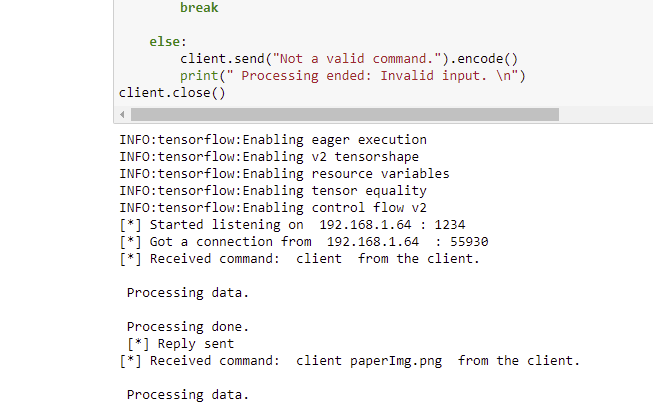 break
else:
client.send("Not a valid command.").encode()
print(" Processing ended: Invalid input. \n")
client.close()
INFO:tensorflow:Enabling eager execution
INFO:tensorflow:Enabling v2 tensorshape
INFO:tensorflow:Enabling resource variables
INFO:tensorflow:Enabling tensor equality
INFO:tensorflow:Enabling control flow v2
[*] Started listening on  192.168.1.64 : 1234
[*] Got a connection from  192.168.1.64  : 55930
[*] Received command:  client  from the client.
Processing data.
Processing done.
[*] Reply sent
[*] Received command:  client paperImg.png  from the client.
Processing data.